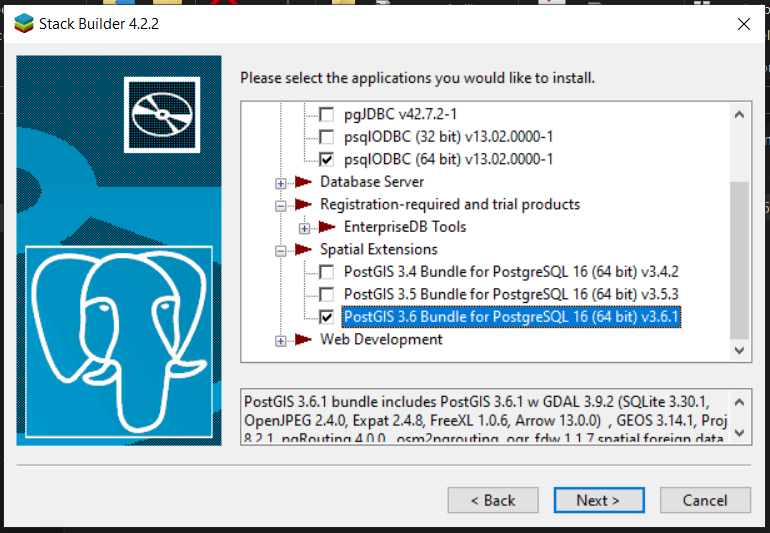 Stack Builder 4.2.2
Please select the applications you would like to install.
pgJDBC v42.7.2-1
psqlODBC (32 bit) v13.02.0000-1
psqlODBC (64 bit) v13.02.0000-1
Database Server
Registration-required and trial products
EnterpriseDB Tools
Spatial Extensions
PostGIS 3.4 Bundle for PostgreSQL 16 (64 bit) v3.4.2
PostGIS 3.5 Bundle for PostgreSQL 16 (64 bit) v3.5.3
PostGIS 3.6 Bundle for PostgreSQL 16 (64 bit) v3.6.1
Web Development
PostGIS 3.6.1 bundle includes PostGIS 3.6.1 w GDAL 3.9.2 (SQLite 3.30.1,
OpenJPEG 2.4.0, Expat 2.4.8, FreeXL 1.0.6, Arrow 13.0.0) , GEOS 3.14.1, Proj
8.2.1, pgRouting 4.0.0, osm2pgrouting, ogr_fdw 1.1.7 spatial foreign data
< Back
Next >
Cancel